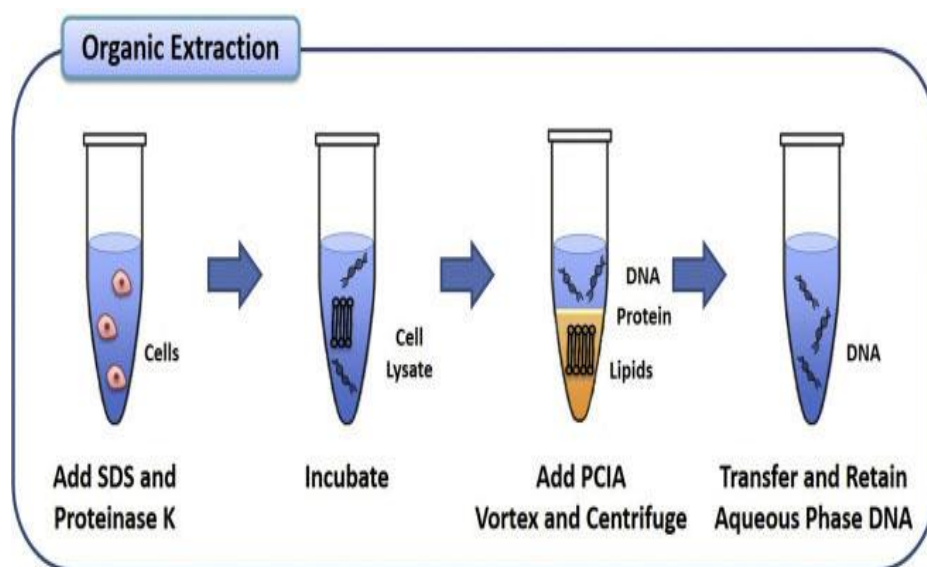 Organic Extraction
Cells
Cell
Lysate
DNA
Protein
Lipids
DNA
Add SDS and
Proteinase K
Incubate
Add PCIA
Vortex and Centrifuge
Transfer and Retain
Aqueous Phase DNA